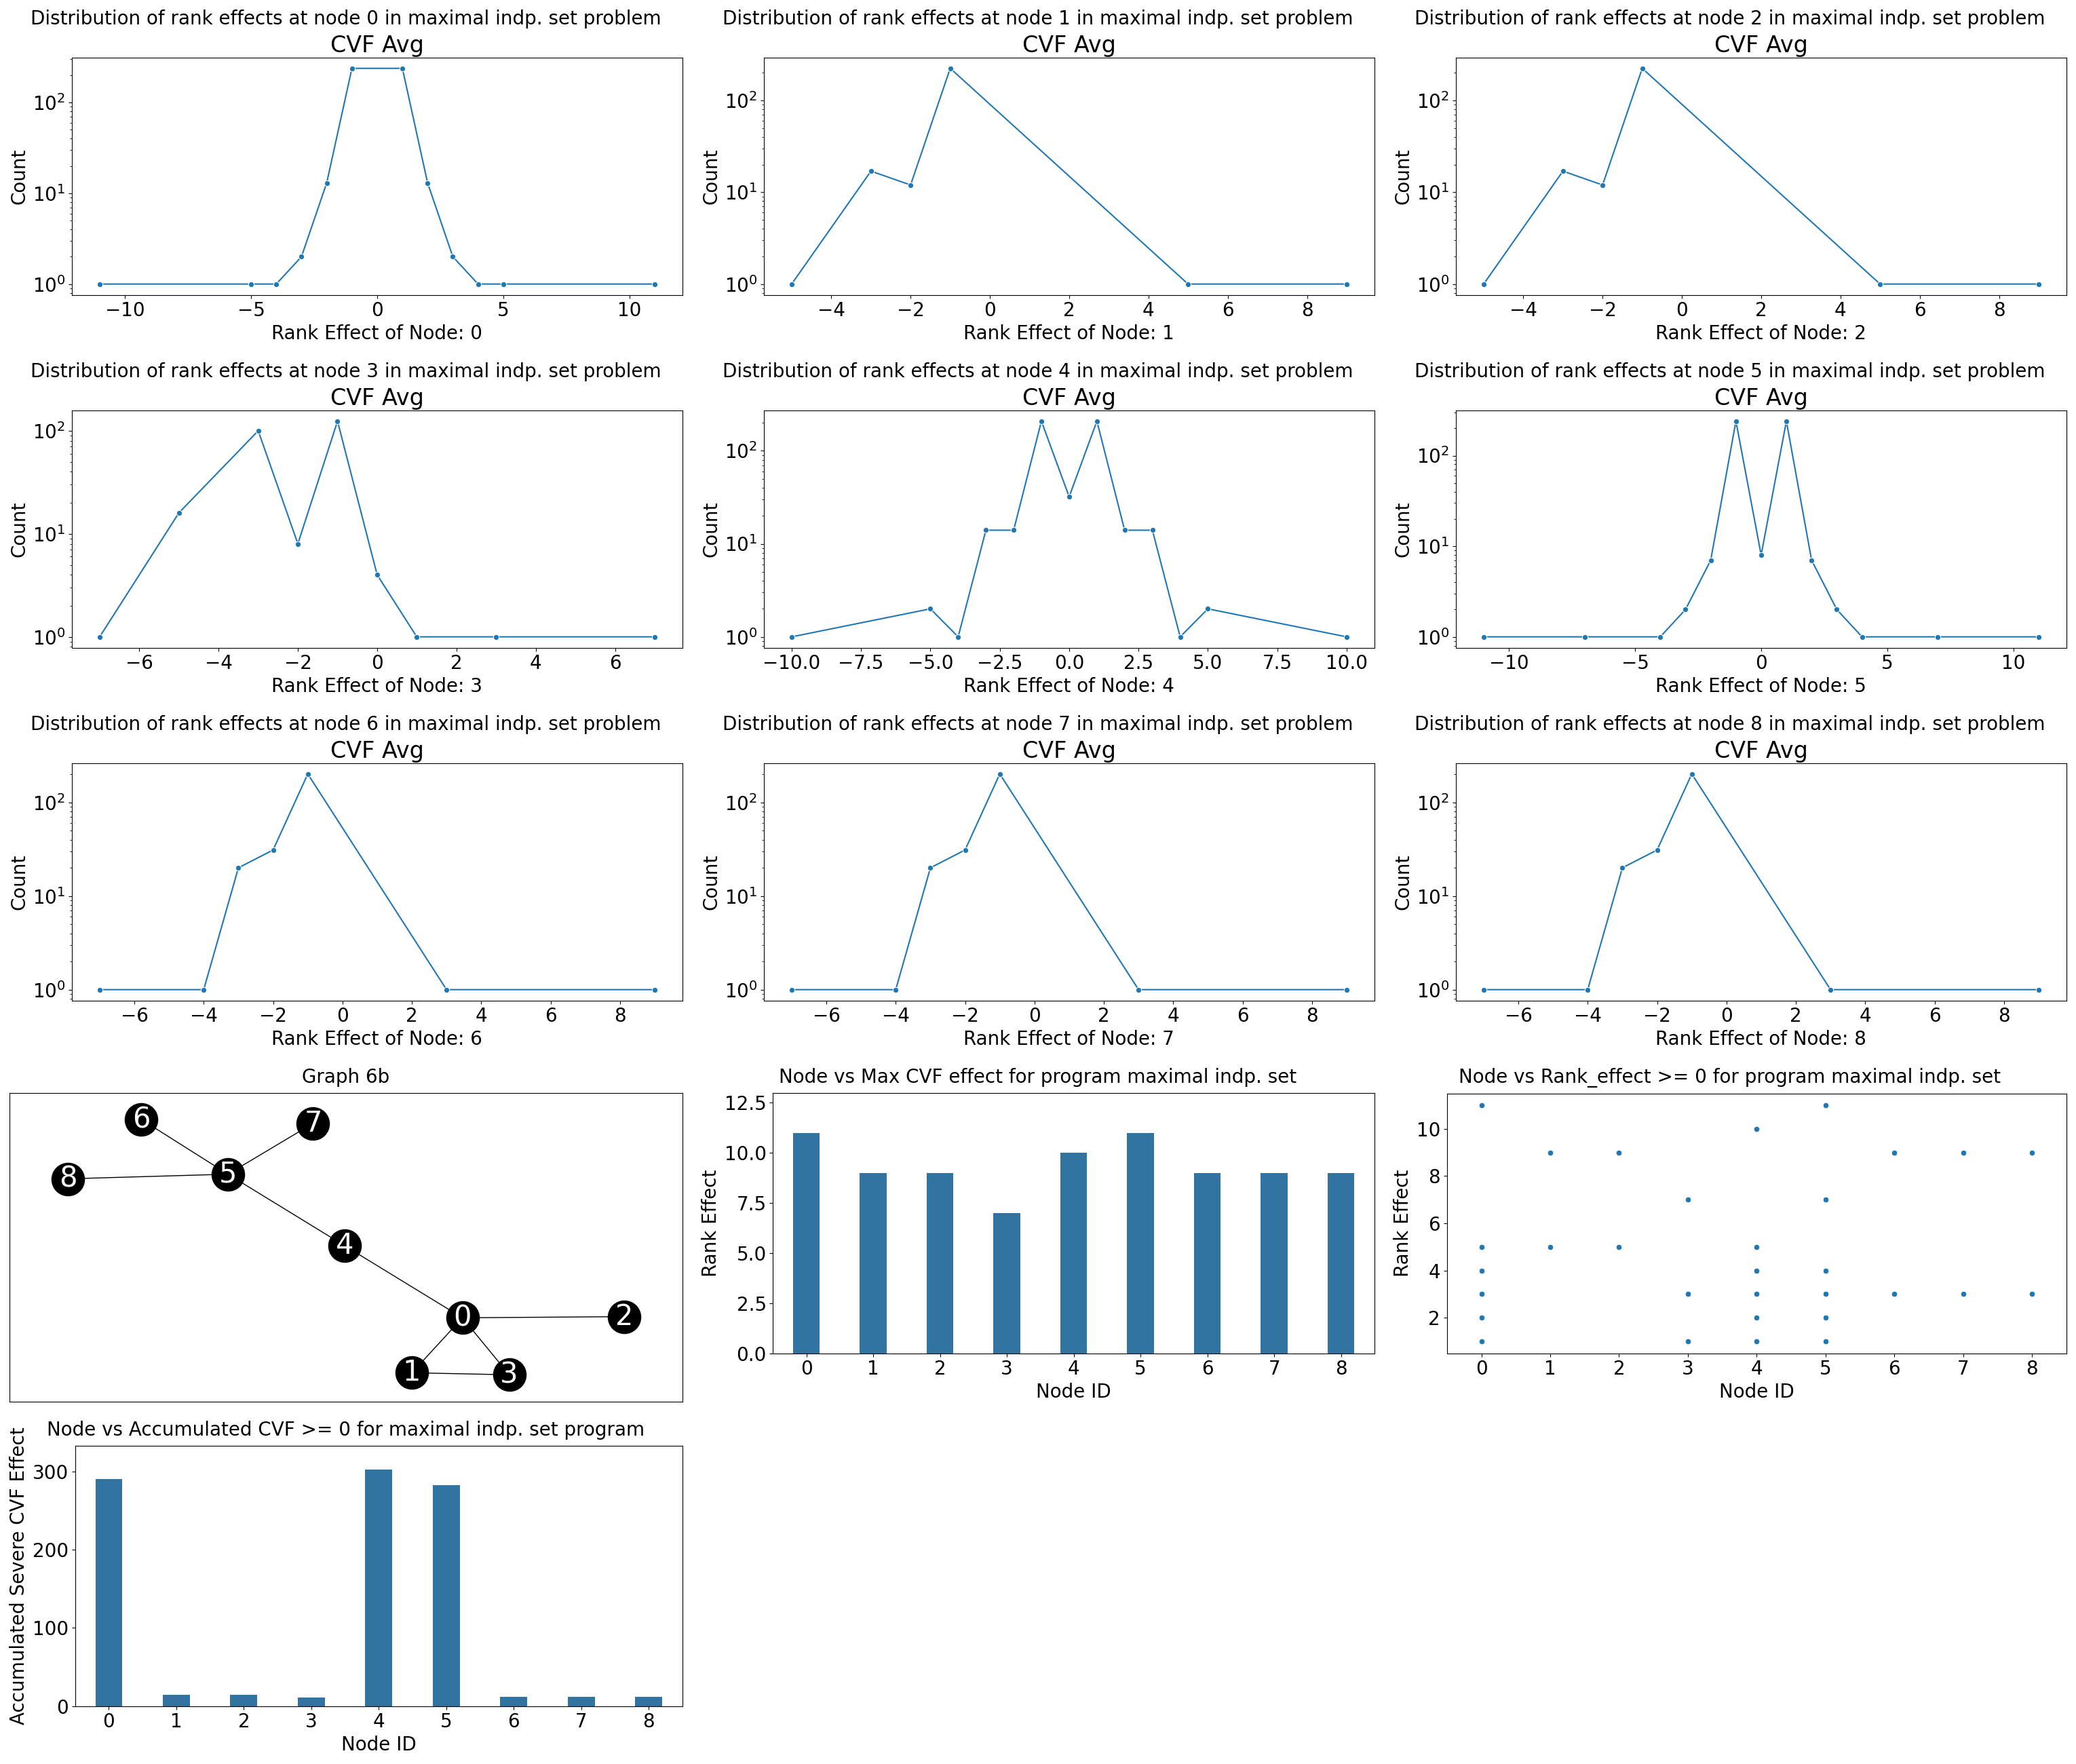 Distribution of rank effects at node 0 in maximal indp. set problem
CVF Avg
Count
10²
10¹
10⁰
−10 −5 0 5 10
Rank Effect of Node: 0
Distribution of rank effects at node 1 in maximal indp. set problem
CVF Avg
Count
10²
10¹
10⁰
−4 −2 0 2 4 6 8
Rank Effect of Node: 1
Distribution of rank effects at node 2 in maximal indp. set problem
CVF Avg
Count
10²
10¹
10⁰
−4 −2 0 2 4 6 8
Rank Effect of Node: 2
Distribution of rank effects at node 3 in maximal indp. set problem
CVF Avg
Count
10²
10¹
10⁰
−6 −4 −2 0 2 4 6
Rank Effect of Node: 3
Distribution of rank effects at node 4 in maximal indp. set problem
CVF Avg
Count
10²
10¹
10⁰
−10.0 −7.5 −5.0 −2.5 0.0 2.5 5.0 7.5 10.0
Rank Effect of Node: 4
Distribution of rank effects at node 5 in maximal indp. set problem
CVF Avg
Count
10²
10¹
10⁰
−10 −5 0 5 10
Rank Effect of Node: 5
Distribution of rank effects at node 6 in maximal indp. set problem
CVF Avg
Count
10²
10¹
10⁰
−6 −4 −2 0 2 4 6 8
Rank Effect of Node: 6
Distribution of rank effects at node 7 in maximal indp. set problem
CVF Avg
Count
10²
10¹
10⁰
−6 −4 −2 0 2 4 6 8
Rank Effect of Node: 7
Distribution of rank effects at node 8 in maximal indp. set problem
CVF Avg
Count
10²
10¹
10⁰
−6 −4 −2 0 2 4 6 8
Rank Effect of Node: 8
Graph 6b
6
7
8
5
4
0
2
1
3
Node vs Max CVF effect for program maximal indp. set
Rank Effect
12.5
10.0
7.5
5.0
2.5
0.0
0 1 2 3 4 5 6 7 8
Node ID
Node vs Rank_effect >= 0 for program maximal indp. set
Rank Effect
10
8
6
4
2
0 1 2 3 4 5 6 7 8
Node ID
Node vs Accumulated CVF >= 0 for maximal indp. set program
Accumulated Severe CVF Effect
300
200
100
0
0 1 2 3 4 5 6 7 8
Node ID